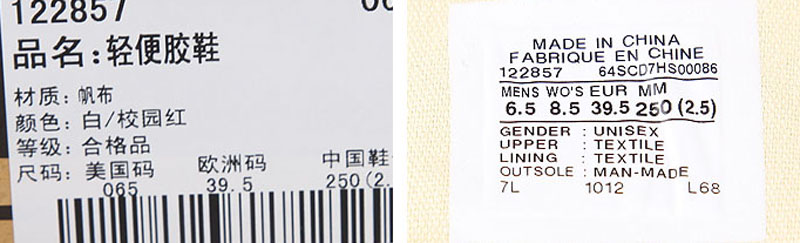 122857
品名:轻便胶鞋
材质:帆布
颜色:白/校园红
等级:合格品
尺码:美国码 欧洲码 中国鞋
065 39.5 250(2.
MADE IN CHINA
FABRIQUE EN CHINE
122857 64SCD7HS00086
MENS WO'S EUR MM
6.5 8.5 39.5 250 (2.5)
GENDER : UNISEX
UPPER : TEXTILE
LINING : TEXTILE
OUTSOLE : MAN-MADE
7L 1012 L68